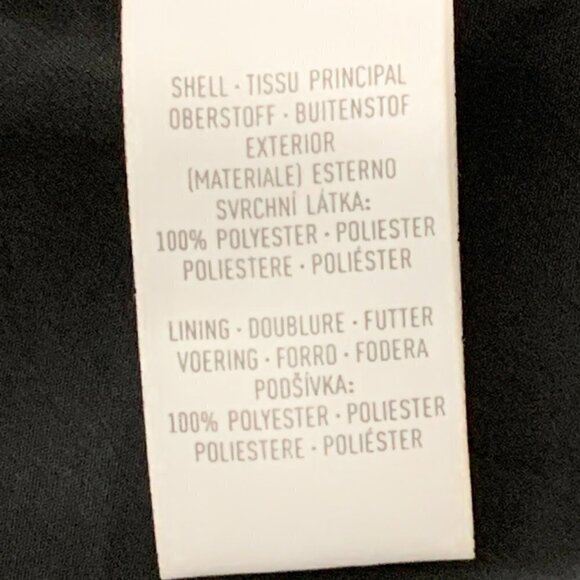 SHELL · TISSU PRINCIPAL
OBERSTOFF · BUITENSTOF
EXTERIOR
(MATERIALE) ESTERNO
SVRCHNÍ LÁTKA:
100% POLYESTER · POLIESTER
POLIESTERE · POLIÉSTER
LINING · DOUBLURE · FUTTER
VOERING · FORRO · FODERA
PODŠÍVKA:
100% POLYESTER · POLIESTER
POLIESTERE · POLIÉSTER